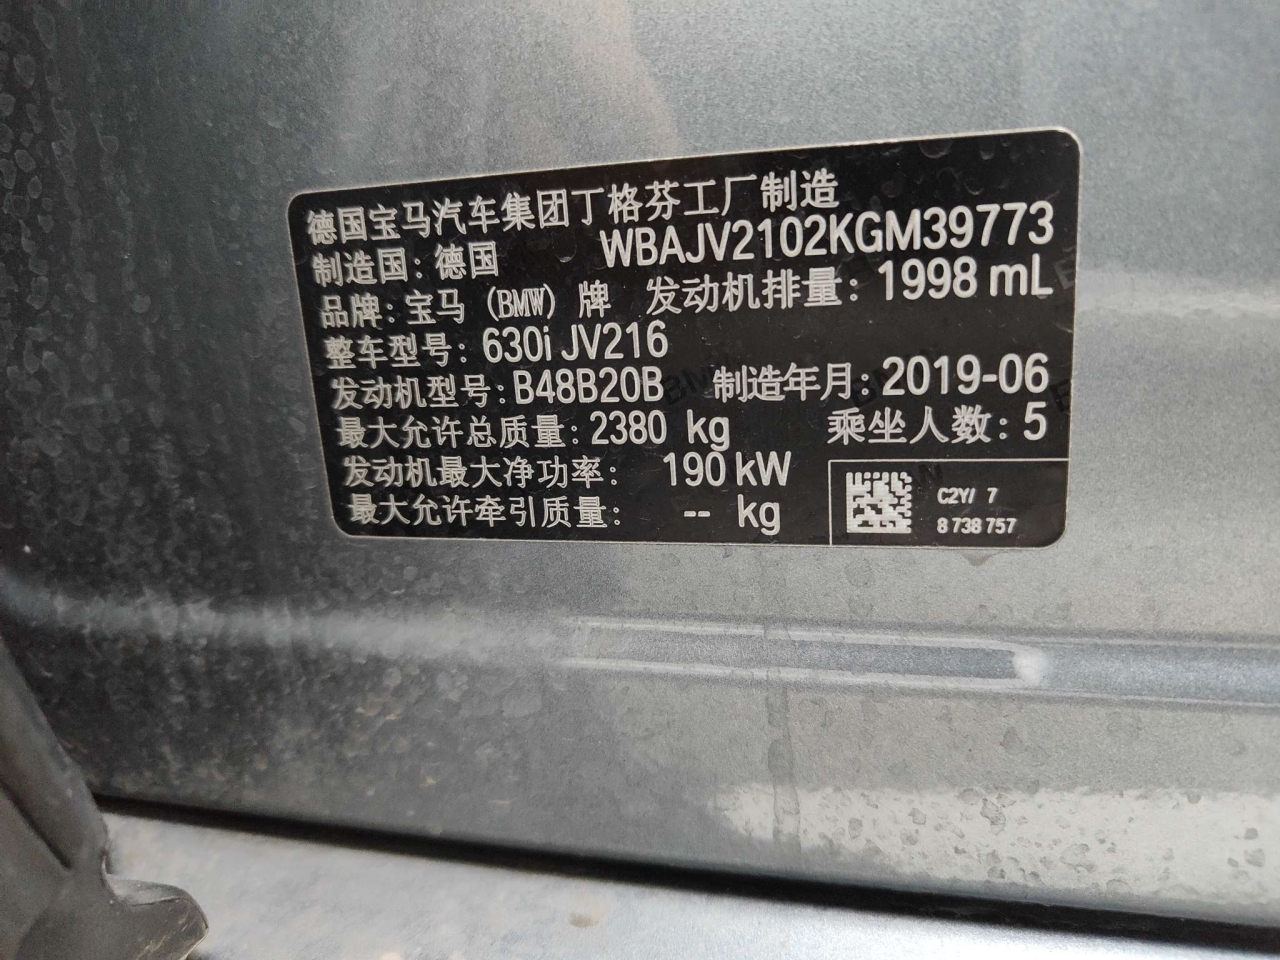 德国宝马汽车集团丁格芬工厂制造
制造国：德国 WBAJV2102KGM39773
品牌：宝马（BMW）牌 发动机排量：1998 mL
整车型号：630i JV216
发动机型号：B48B20B 制造年月：2019-06
最大允许总质量：2380 kg 乘坐人数：5
发动机最大净功率： 190 kW
最大允许牵引质量： -- kg
C2Y/ 7
8 738 757